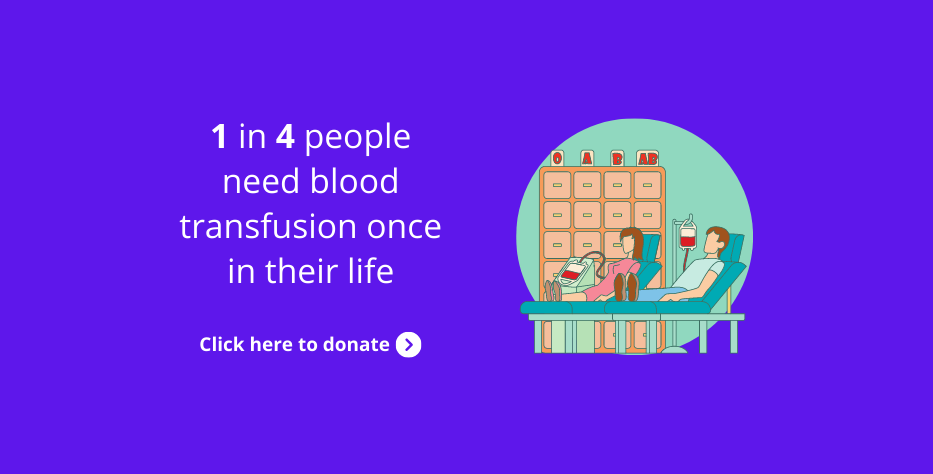 1 in 4 people
need blood
transfusion once
in their life
Click here to donate
O A B AB